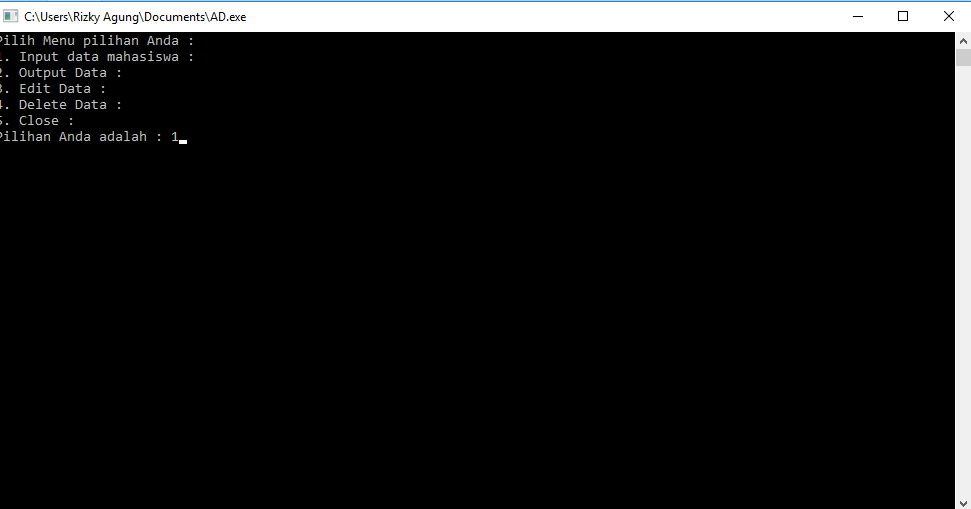 C:\Users\Rizky Agung\Documents\AD.exe
Pilih Menu pilihan Anda :
1. Input data mahasiswa :
2. Output Data :
3. Edit Data :
4. Delete Data :
5. Close :
Pilihan Anda adalah : 1